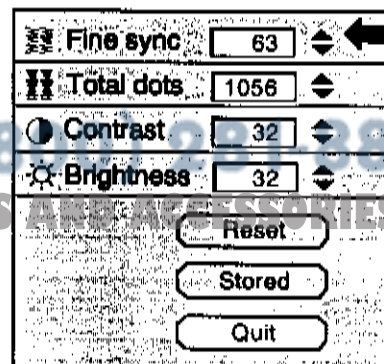 Fine sync 63
Total dots 1056
Contrast 32
Brightness 32
Reset
Stored
Quit